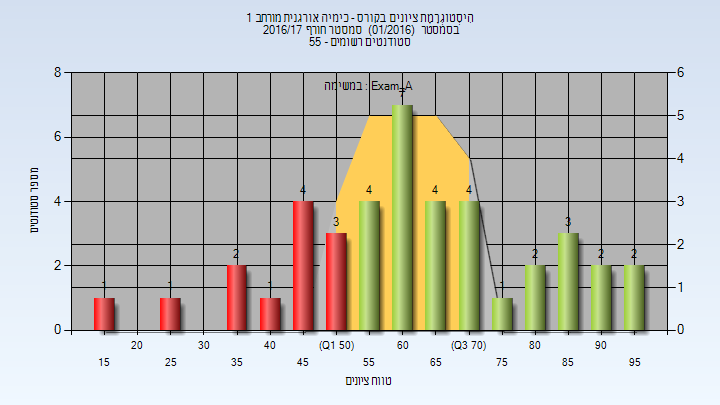 היסטוגרמת ציונים בקורס - כימיה אורגנית מורחב 1
בסמסטר (01/2016) סמסטר חורף 2016/17
סטודנטים רשומים - 55
במשימה : Exam_A
מספר סטודנטים
8 6 4 2 0
6 5 4 3 2 1 0
1 1 2 1 4 3 4 7 4 4 1 2 3 2 2
20 30 40 (Q1 50) 60 (Q3 70) 80 90
15 25 35 45 55 65 75 85 95
טווח ציונים